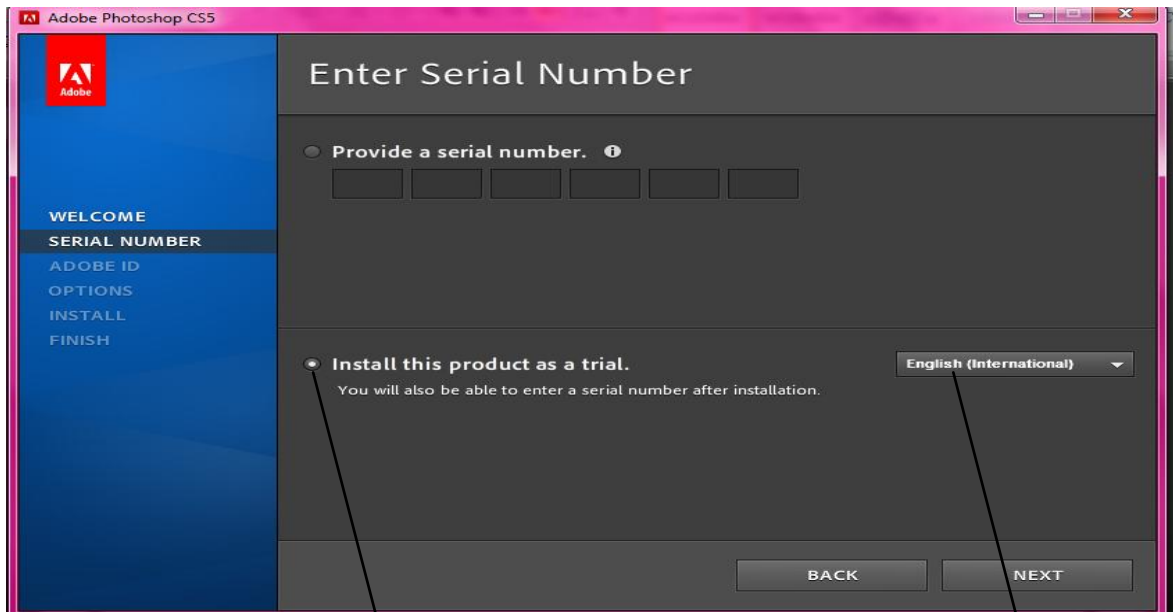 Adobe Photoshop CS5
Adobe
Enter Serial Number
Provide a serial number.
WELCOME
SERIAL NUMBER
ADOBE ID
OPTIONS
INSTALL
FINISH
Install this product as a trial.
English (International)
You will also be able to enter a serial number after installation.
BACK
NEXT